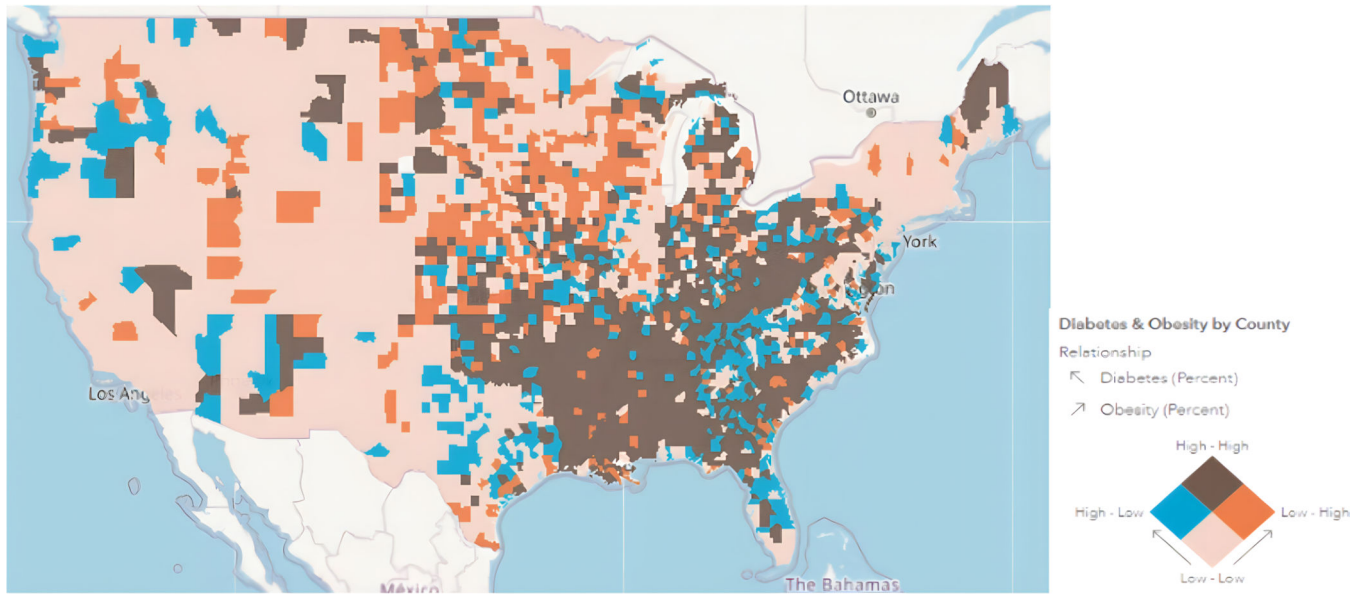 Ottawa
York
Los Angeles
México
The Bahamas
Diabetes & Obesity by County
Relationship
Diabetes (Percent)
Obesity (Percent)
High - High
High - Low
Low - High
Low - Low